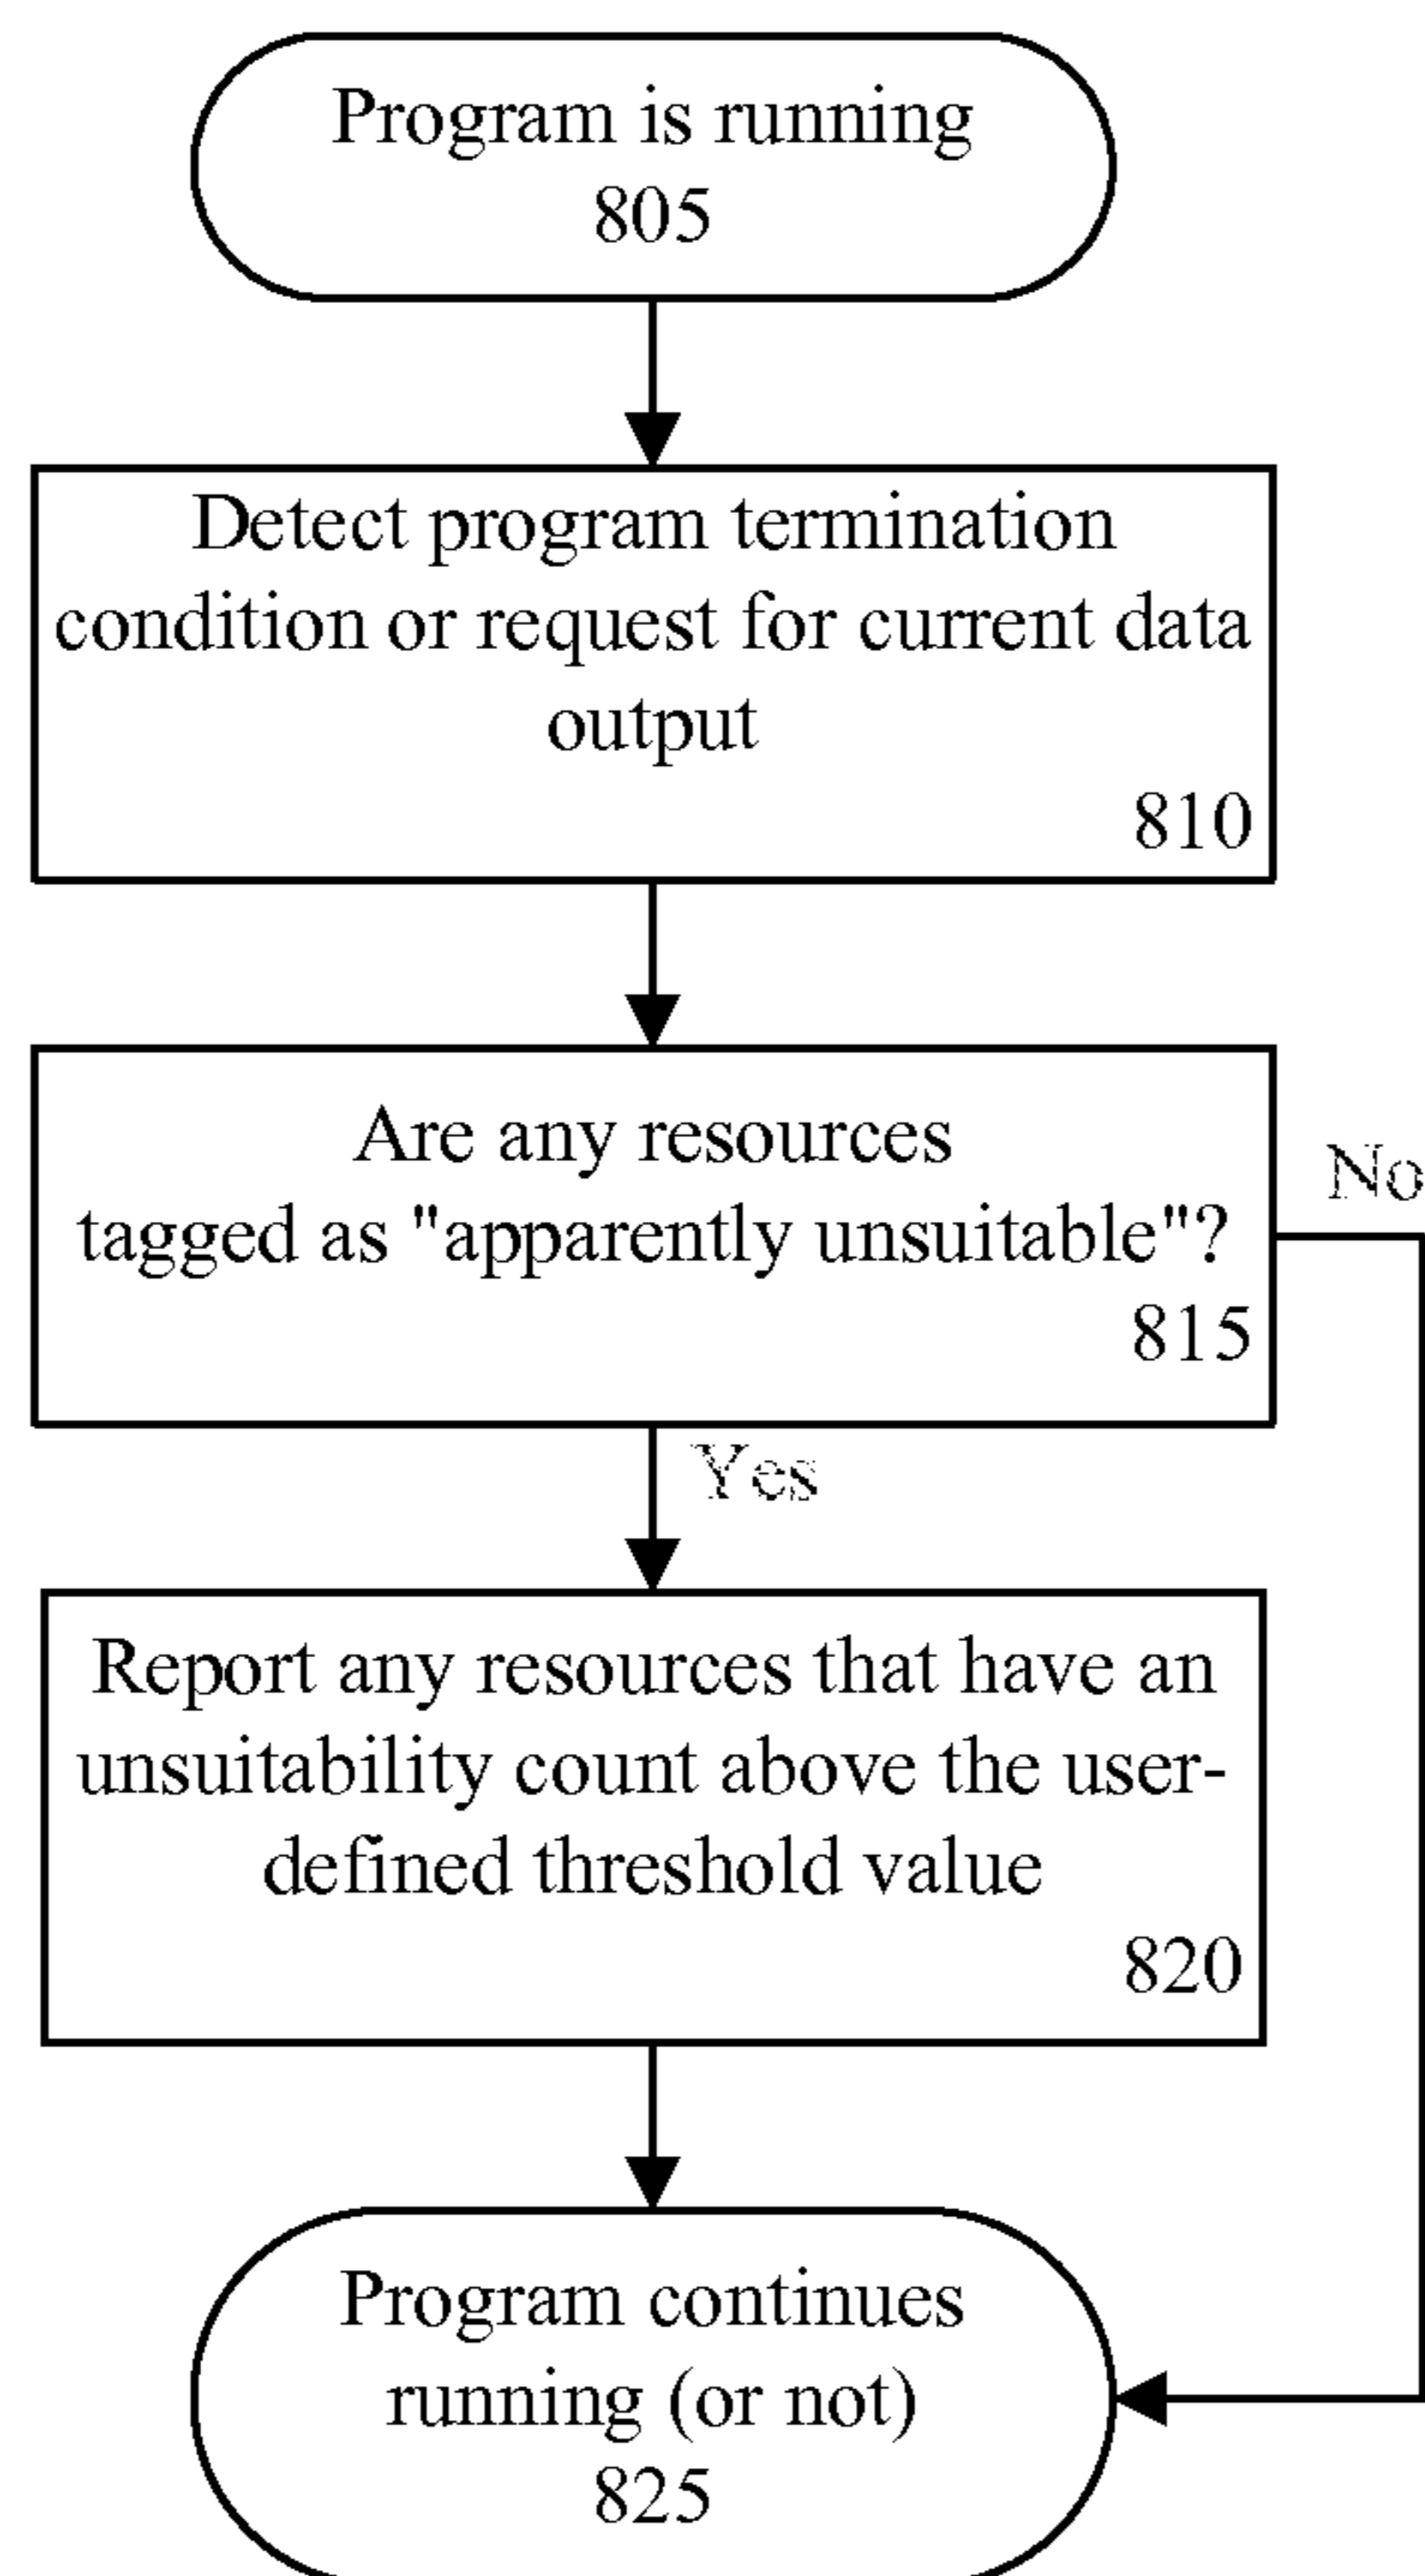 Program is running
805
Detect program termination
condition or request for current data
output
810
Are any resources
tagged as "apparently unsuitable"?
815
No
Yes
Report any resources that have an
unsuitability count above the user-
defined threshold value
820
Program continues
running (or not)
825